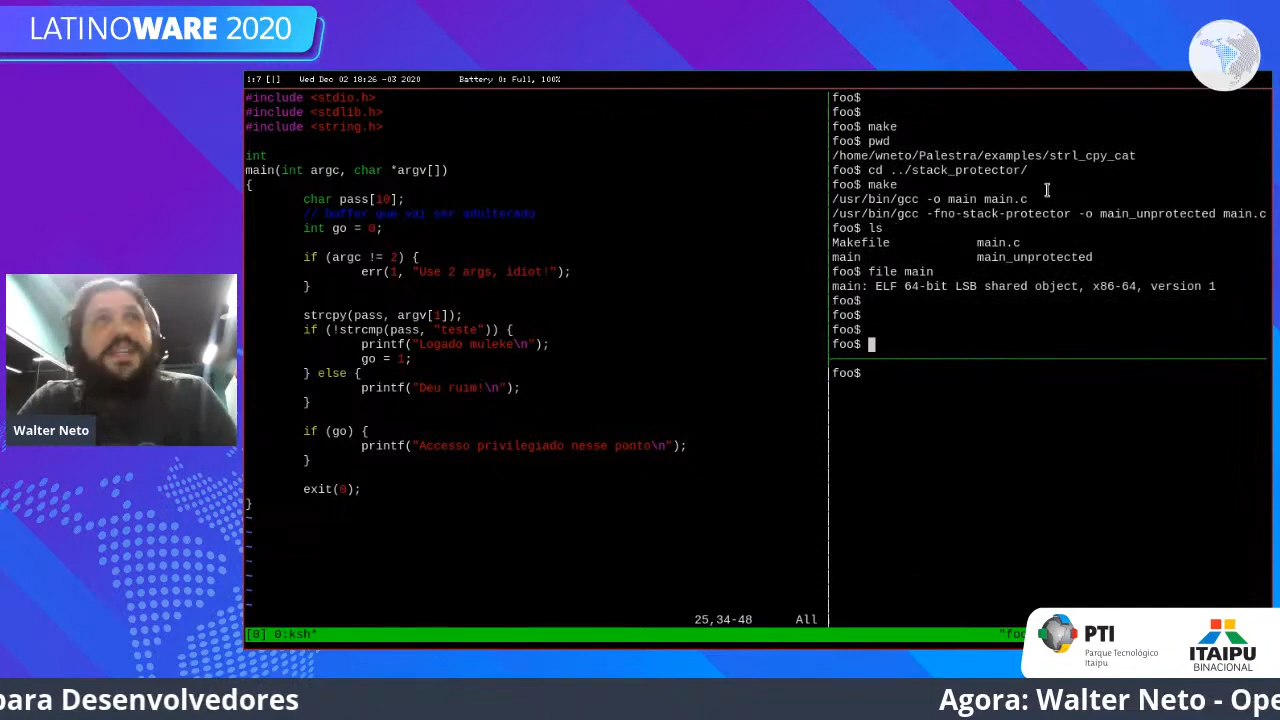 LATINOWARE 2020
1:7 [|] Wed Dec 02 18:26 -03 2020 Battery 0: Full, 100%
#include <stdio.h>
#include <stdlib.h>
#include <string.h>
int
main(int argc, char *argv[])
{
char pass[10];
// buffer que vai ser adulterado
int go = 0;
if (argc != 2) {
err(1, "Use 2 args, idiot!");
}
strcpy(pass, argv[1]);
if (!strcmp(pass, "teste")) {
printf("Logado muleke\n");
go = 1;
} else {
printf("Deu ruim!\n");
}
if (go) {
printf("Accesso privilegiado nesse ponto\n");
}
exit(0);
}
~
~
~
~
~
~
~
25,34-48 All
foo$
foo$
foo$ make
foo$ pwd
/home/wneto/Palestra/examples/strl_cpy_cat
foo$ cd ../stack_protector/
foo$ make
/usr/bin/gcc -o main main.c
/usr/bin/gcc -fno-stack-protector -o main_unprotected main.c
foo$ ls
Makefile main.c
main main_unprotected
foo$ file main
main: ELF 64-bit LSB shared object, x86-64, version 1
foo$
foo$
foo$
foo$
foo$
[0] 0:ksh* "foo
Walter Neto
PTI
Parque Tecnológico
Itaipu
ITAIPU
BINACIONAL
para Desenvolvedores Agora: Walter Neto - Ope